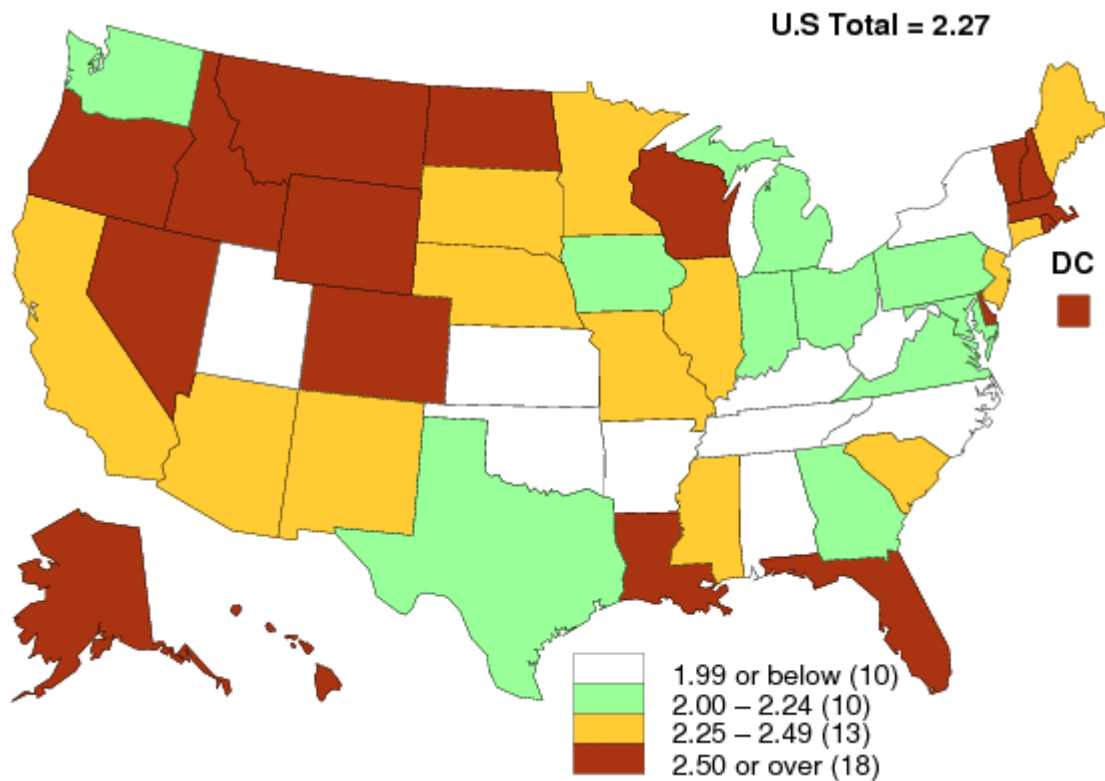 U.S Total = 2.27
DC
1.99 or below (10)
2.00 – 2.24 (10)
2.25 – 2.49 (13)
2.50 or over (18)